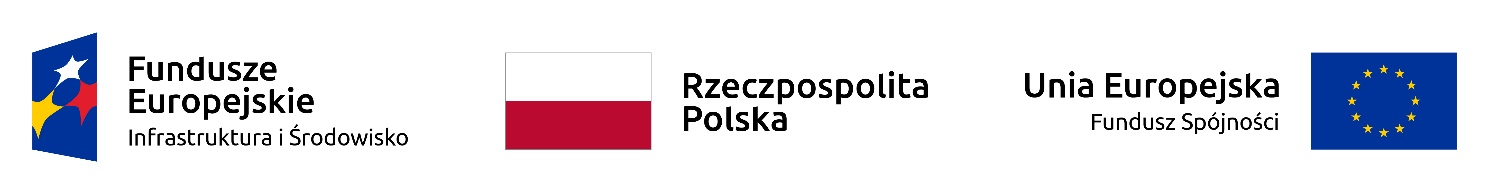 Fundusze
Europejskie
Infrastruktura i Środowisko
Rzeczpospolita
Polska
Unia Europejska
Fundusz Spójności